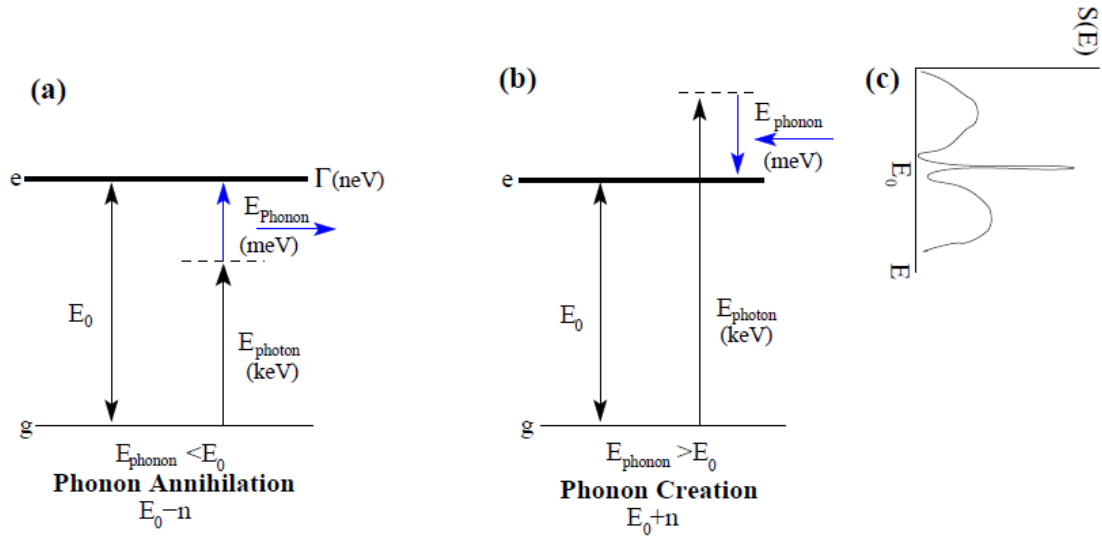 (a)
e
Γ(neV)
E_Phonon
(meV)
E_0
E_photon
(keV)
g
E_phonon <E_0
Phonon Annihilation
E_0−n
(b)
E_phonon
(meV)
e
E_0
E_photon
(keV)
g
E_phonon >E_0
Phonon Creation
E_0+n
(c)
S(E)
E_0
E